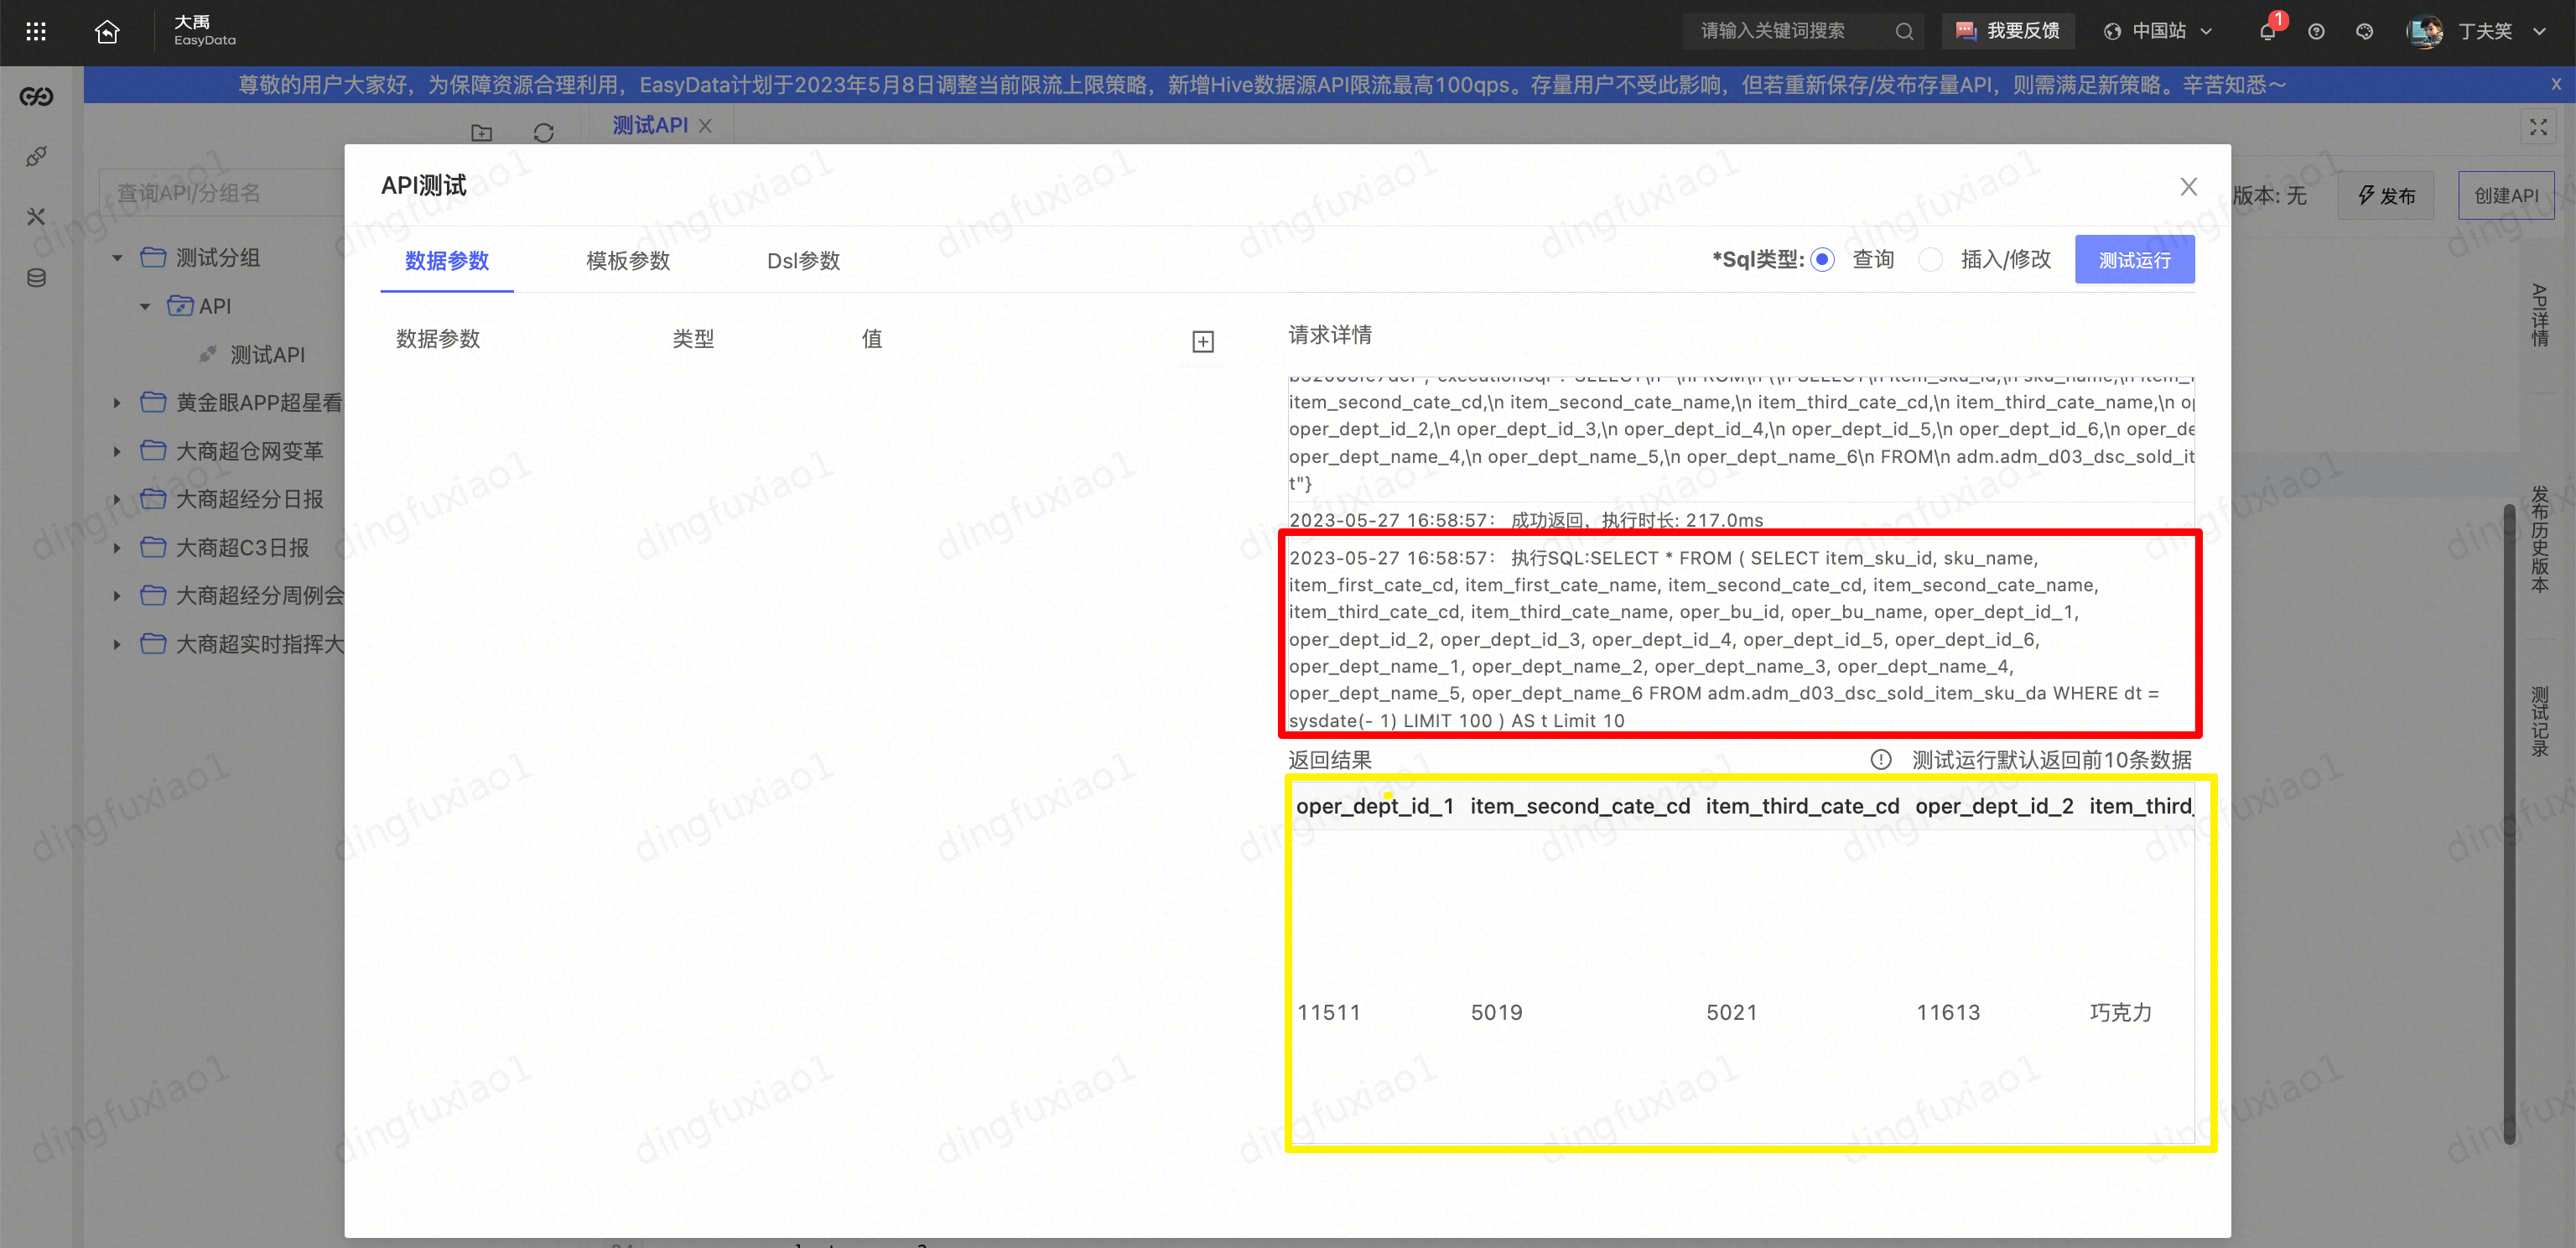 大禹
EasyData
请输入关键词搜索
我要反馈
中国站
1
丁夫笑
尊敬的用户大家好，为保障资源合理利用，EasyData计划于2023年5月8日调整当前限流上限策略，新增Hive数据源API限流最高100qps。存量用户不受此影响，但若重新保存/发布存量API，则需满足新策略。辛苦知悉～
X
测试API
查询API/分组名
版本: 无
发布
创建API
测试分组
API
测试API
黄金眼APP超星看
大商超仓网变革
大商超经分日报
大商超C3日报
大商超经分周例会
大商超实时指挥大
API测试
数据参数
模板参数
Dsl参数
*Sql类型:
查询
插入/修改
测试运行
数据参数
类型
值
请求详情
item_second_cate_cd,\n item_second_cate_name,\n item_third_cate_cd,\n item_third_cate_name,\n op
oper_dept_id_2,\n oper_dept_id_3,\n oper_dept_id_4,\n oper_dept_id_5,\n oper_dept_id_6,\n oper_de
oper_dept_name_4,\n oper_dept_name_5,\n oper_dept_name_6\n FROM\n adm.adm_d03_dsc_sold_it
t"}
2023-05-27 16:58:57： 成功返回，执行时长: 217.0ms
2023-05-27 16:58:57： 执行SQL:SELECT * FROM ( SELECT item_sku_id, sku_name,
item_first_cate_cd, item_first_cate_name, item_second_cate_cd, item_second_cate_name,
item_third_cate_cd, item_third_cate_name, oper_bu_id, oper_bu_name, oper_dept_id_1,
oper_dept_id_2, oper_dept_id_3, oper_dept_id_4, oper_dept_id_5, oper_dept_id_6,
oper_dept_name_1, oper_dept_name_2, oper_dept_name_3, oper_dept_name_4,
oper_dept_name_5, oper_dept_name_6 FROM adm.adm_d03_dsc_sold_item_sku_da WHERE dt =
sysdate(- 1) LIMIT 100 ) AS t Limit 10
返回结果
测试运行默认返回前10条数据
oper_dept_id_1 item_second_cate_cd item_third_cate_cd oper_dept_id_2 item_third_
11511 5019 5021 11613 巧克力
API详情
发布历史版本
测试记录
dingfuxiao1